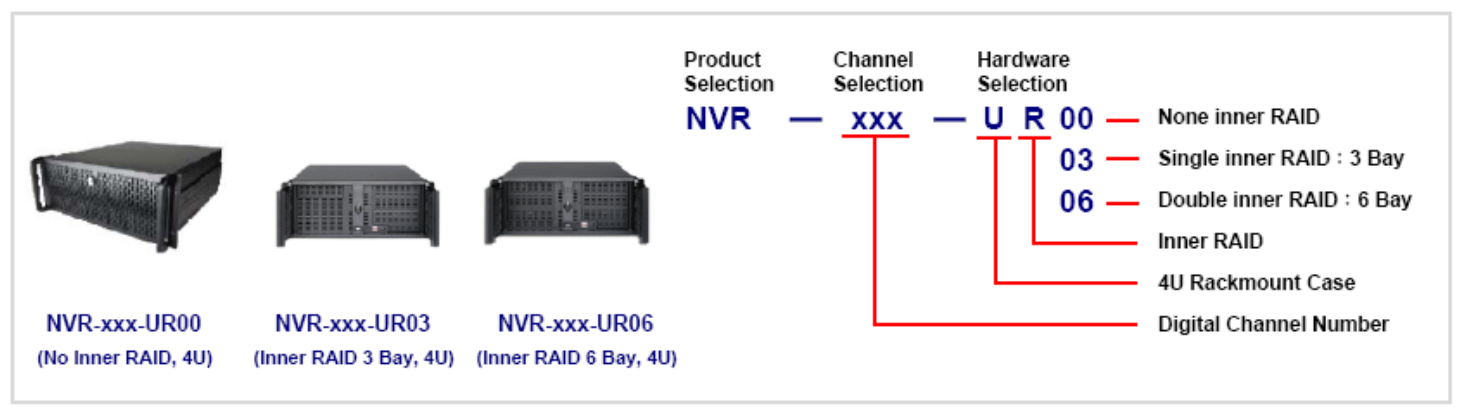 Product
Selection
Channel
Selection
Hardware
Selection
NVR — xxx — U R 00 — None inner RAID
03 — Single inner RAID : 3 Bay
06 — Double inner RAID : 6 Bay
Inner RAID
4U Rackmount Case
Digital Channel Number
NVR-xxx-UR00
(No Inner RAID, 4U)
NVR-xxx-UR03
(Inner RAID 3 Bay, 4U)
NVR-xxx-UR06
(Inner RAID 6 Bay, 4U)